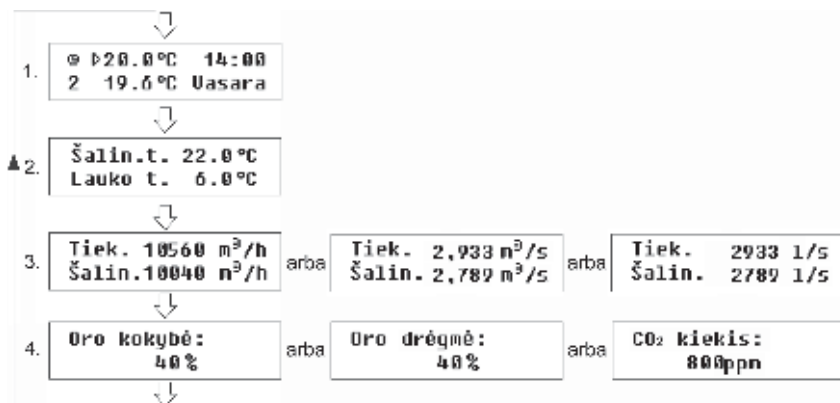 1.
▷20.0°C 14:00
2 19.6°C Vasara
2.
Šalin.t. 22.0°C
Lauko t. 6.0°C
3.
Tiek. 10560 m³/h
Šalin.10040 m³/h
arba
Tiek. 2,933 m³/s
Šalin. 2,789 m³/s
arba
Tiek. 2933 l/s
Šalin. 2789 l/s
4.
Oro kokybė:
40%
arba
Oro drėgmė:
40%
arba
CO₂ kiekis:
800ppm